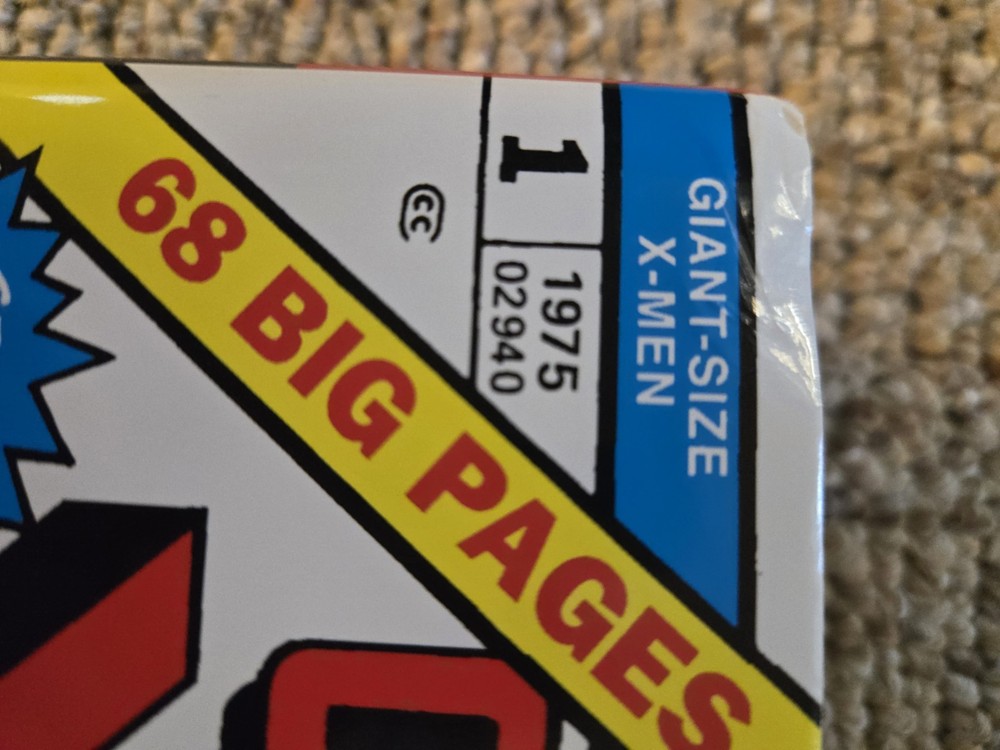 GIANT-SIZE
X-MEN
1
1975
02940
CC
68 BIG PAGES